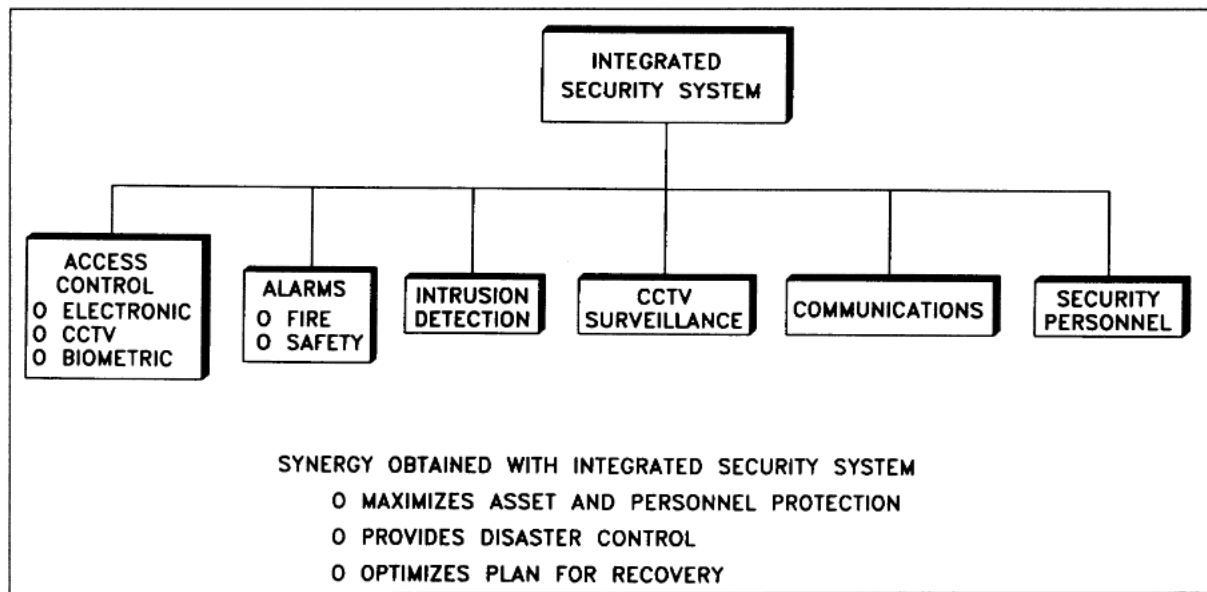 INTEGRATED
SECURITY SYSTEM
ACCESS
CONTROL
O ELECTRONIC
O CCTV
O BIOMETRIC
ALARMS
O FIRE
O SAFETY
INTRUSION
DETECTION
CCTV
SURVEILLANCE
COMMUNICATIONS
SECURITY
PERSONNEL
SYNERGY OBTAINED WITH INTEGRATED SECURITY SYSTEM
O MAXIMIZES ASSET AND PERSONNEL PROTECTION
O PROVIDES DISASTER CONTROL
O OPTIMIZES PLAN FOR RECOVERY